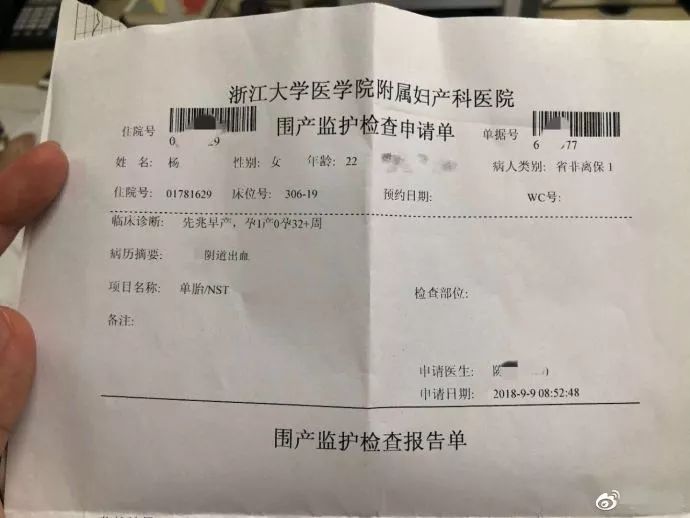 浙江大学医学院附属妇产科医院
围产监护检查申请单
住院号 0 29 单据号 6 77
姓 名: 杨 性别: 女 年龄: 22 病人类别: 省非离保 1
住院号: 01781629 床位号: 306-19 预约日期: WC号:
临床诊断: 先兆早产, 孕1产0孕32+周
病历摘要: 阴道出血
项目名称: 单胎/NST 检查部位:
备注:
申请医生: 陈
申请日期: 2018-9-9 08:52:48
围产监护检查报告单